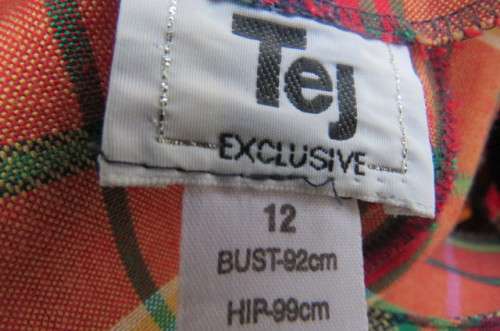 Tej
EXCLUSIVE
12
BUST-92cm
HIP-99cm